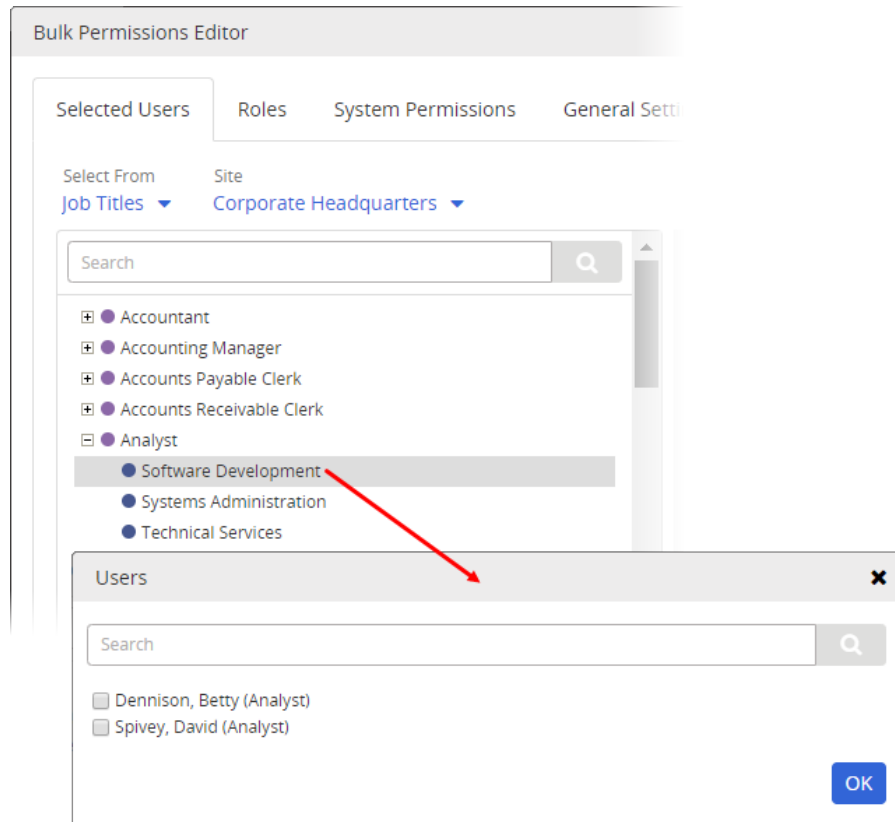 Bulk Permissions Editor
Selected Users Roles System Permissions General
Select From Site
Job Titles Corporate Headquarters
Search
Accountant
Accounting Manager
Accounts Payable Clerk
Accounts Receivable Clerk
Analyst
Software Development
Systems Administration
Technical Services
Users
Search
Dennison, Betty (Analyst)
Spivey, David (Analyst)
OK